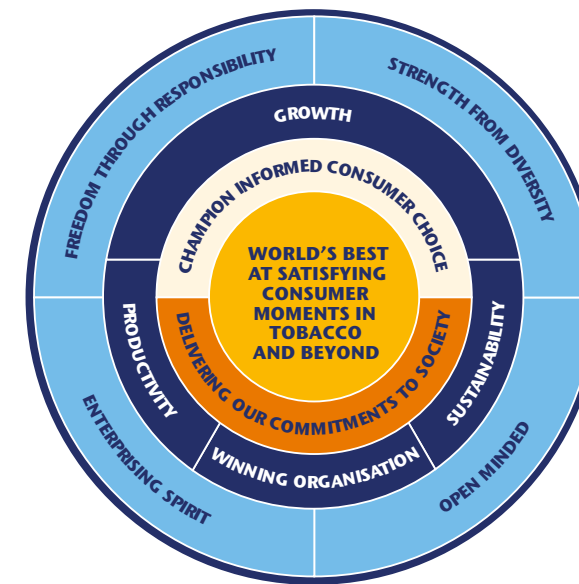 FREEDOM THROUGH RESPONSIBILITY
STRENGTH FROM DIVERSITY
GROWTH
CHAMPION INFORMED CONSUMER CHOICE
WORLD'S BEST
AT SATISFYING
CONSUMER
MOMENTS IN
TOBACCO
AND BEYOND
DELIVERING OUR COMMITMENTS TO SOCIETY
PRODUCTIVITY
SUSTAINABILITY
WINNING ORGANISATION
ENTERPRISING SPIRIT
OPEN MINDED